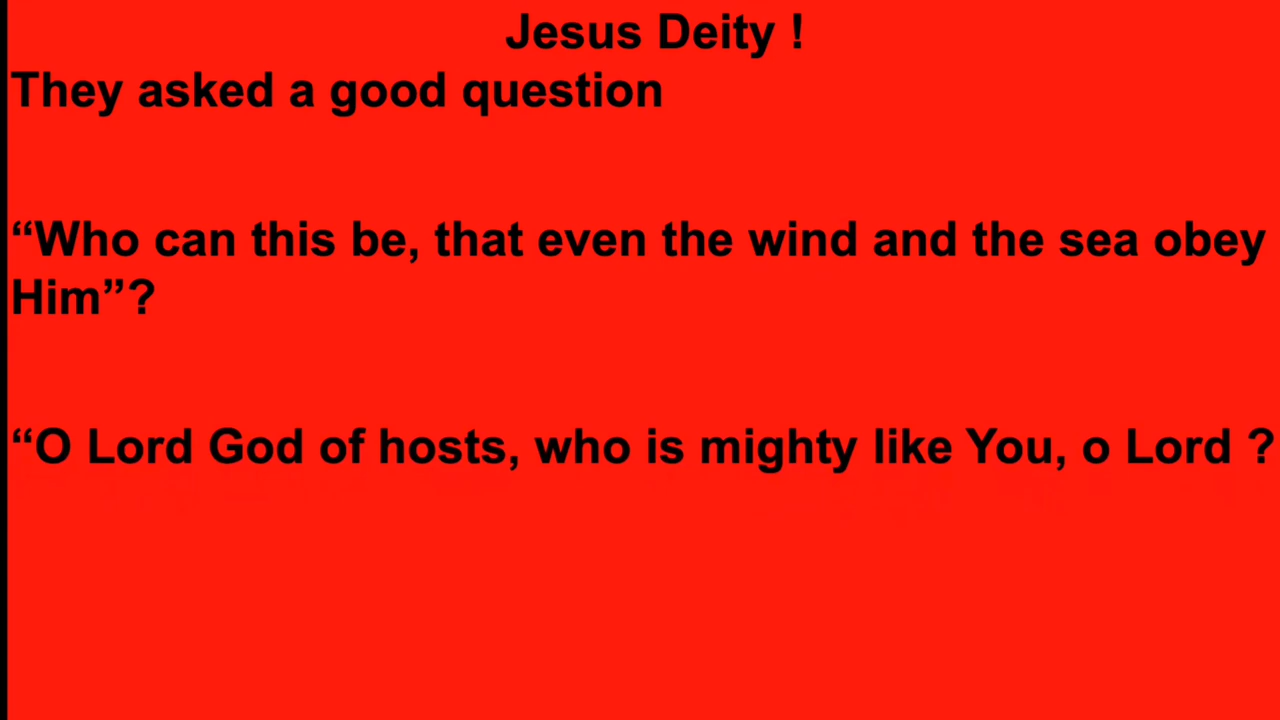 Jesus Deity !
They asked a good question
“Who can this be, that even the wind and the sea obey
Him”?
“O Lord God of hosts, who is mighty like You, o Lord ?